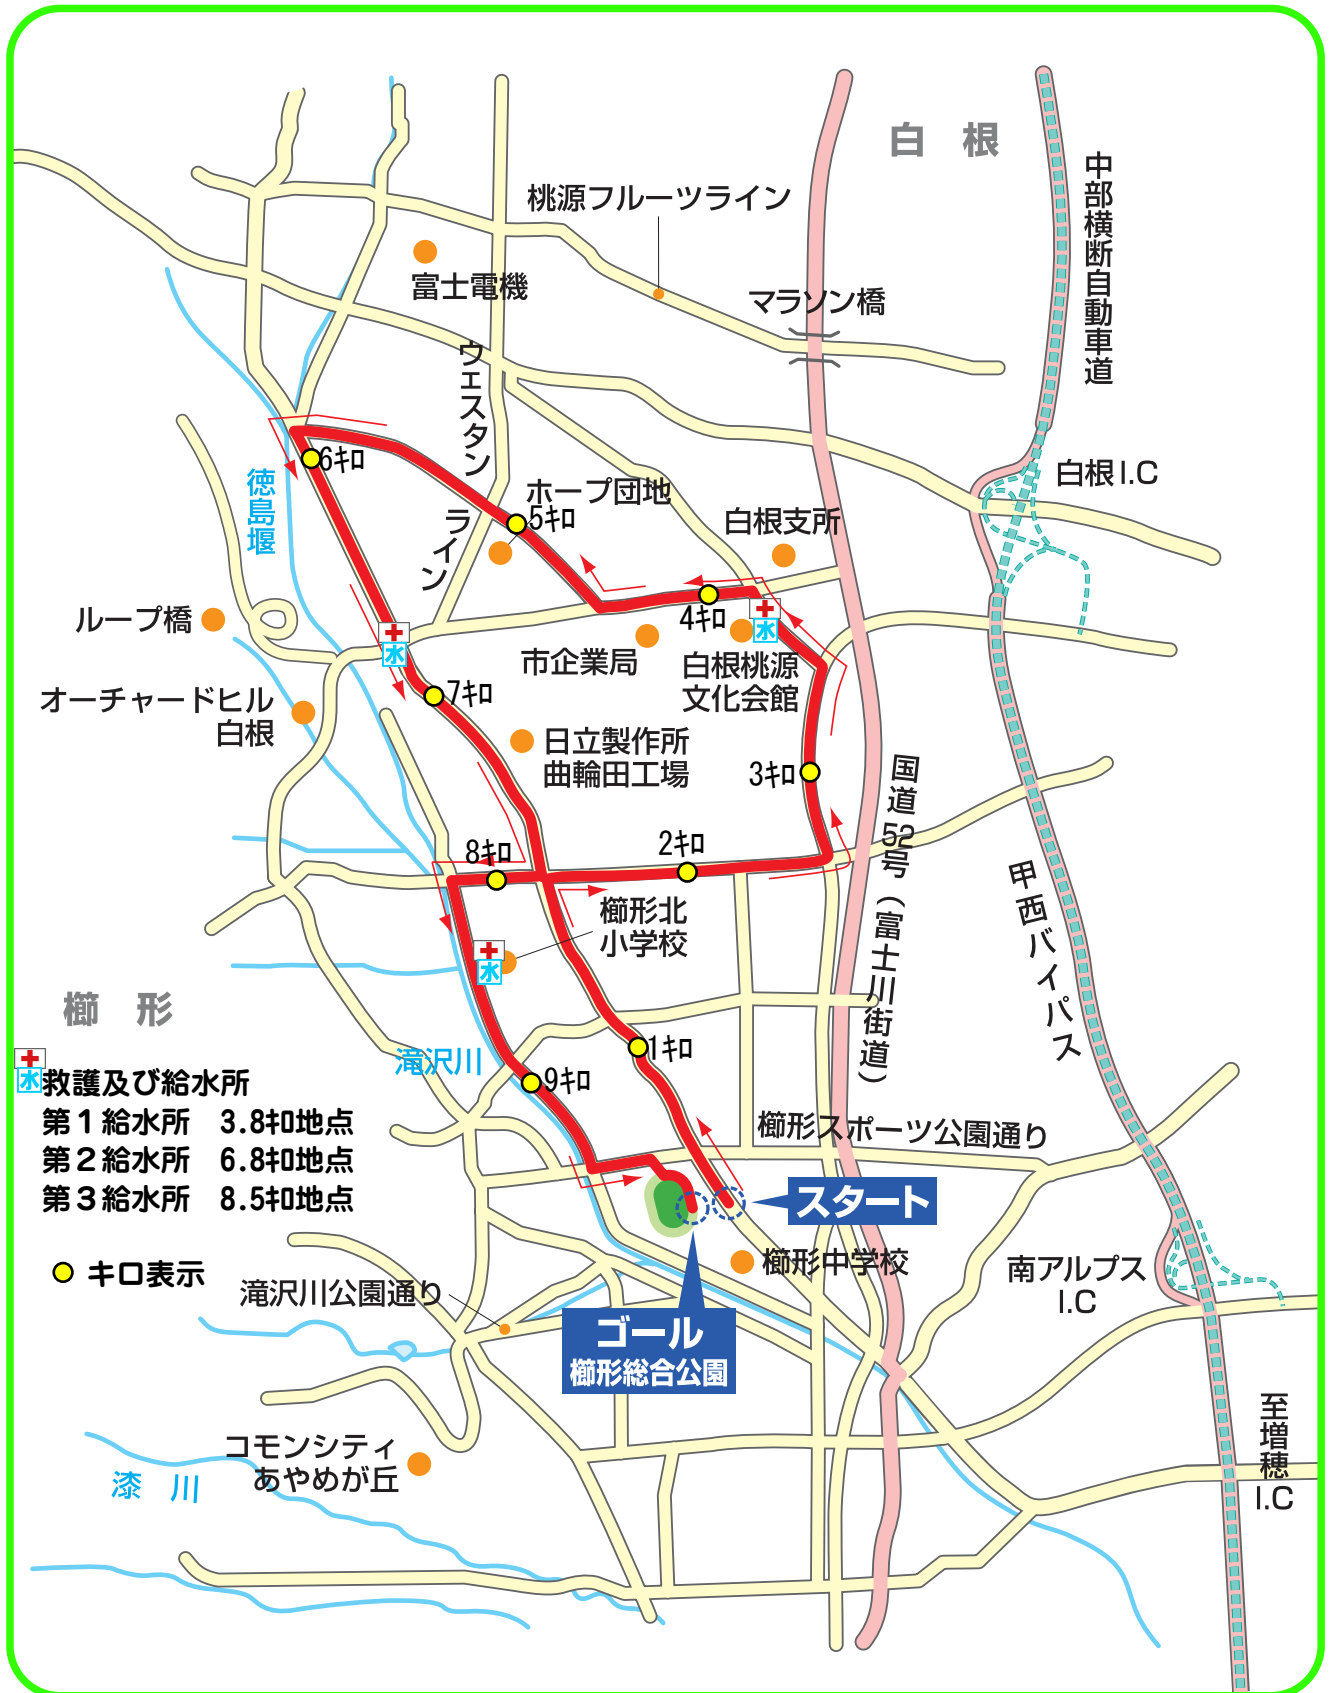 白根
中部横断自動車道
桃源フルーツライン
富士電機
マラソン橋
ウェスタン
ライン
6キロ
徳島堰
ホープ団地
5キロ
白根I.C
白根支所
ループ橋
4キロ
市企業局
白根桃源
文化会館
水
水
オーチャードヒル
白根
7キロ
日立製作所
曲輪田工場
3キロ
国道52号(富士川街道)
8キロ
2キロ
甲西バイパス
櫛形北
小学校
水
櫛形
滝沢川
1キロ
9キロ
水
救護及び給水所
第1給水所 3.8キロ地点
第2給水所 6.8キロ地点
第3給水所 8.5キロ地点
櫛形スポーツ公園通り
スタート
キロ表示
滝沢川公園通り
櫛形中学校
南アルプス
I.C
ゴール
櫛形総合公園
コモンシティ
あやめが丘
漆川
至増穂I.C